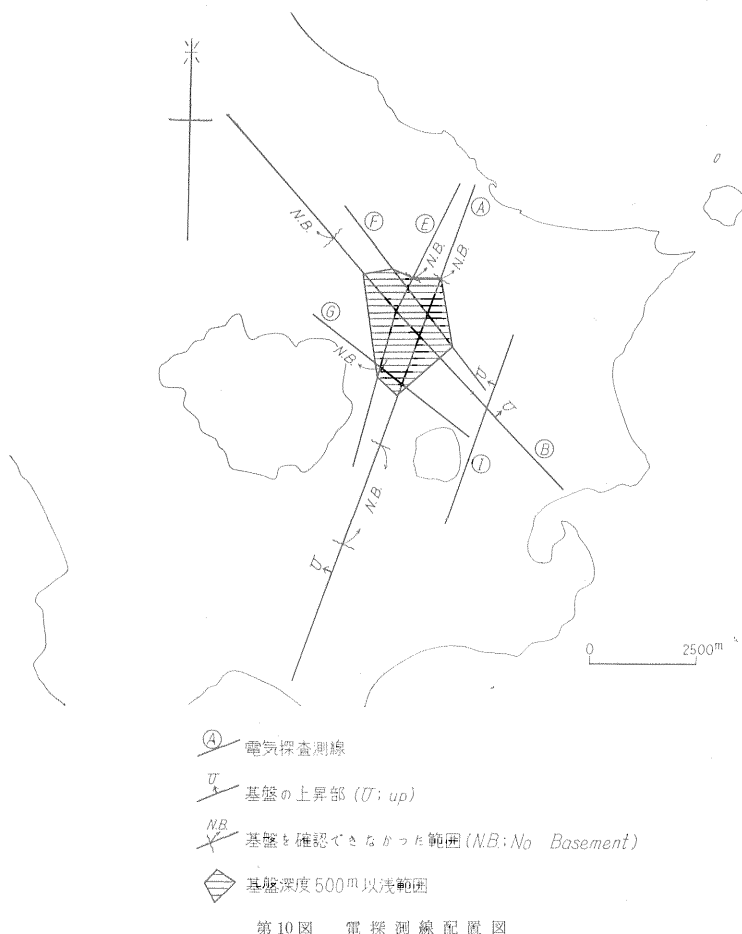 F
E
A
N.B.
N.B.
N.B.
G
N.B.
U
U
B
I
N.B.
U
0 2500m
A 電気探査測線
U 基盤の上昇部 (U; up)
N.B. 基盤を確認できなかった範囲 (N.B.; No Basement)
基盤深度500m以浅範囲
第10図 電探測線配置図